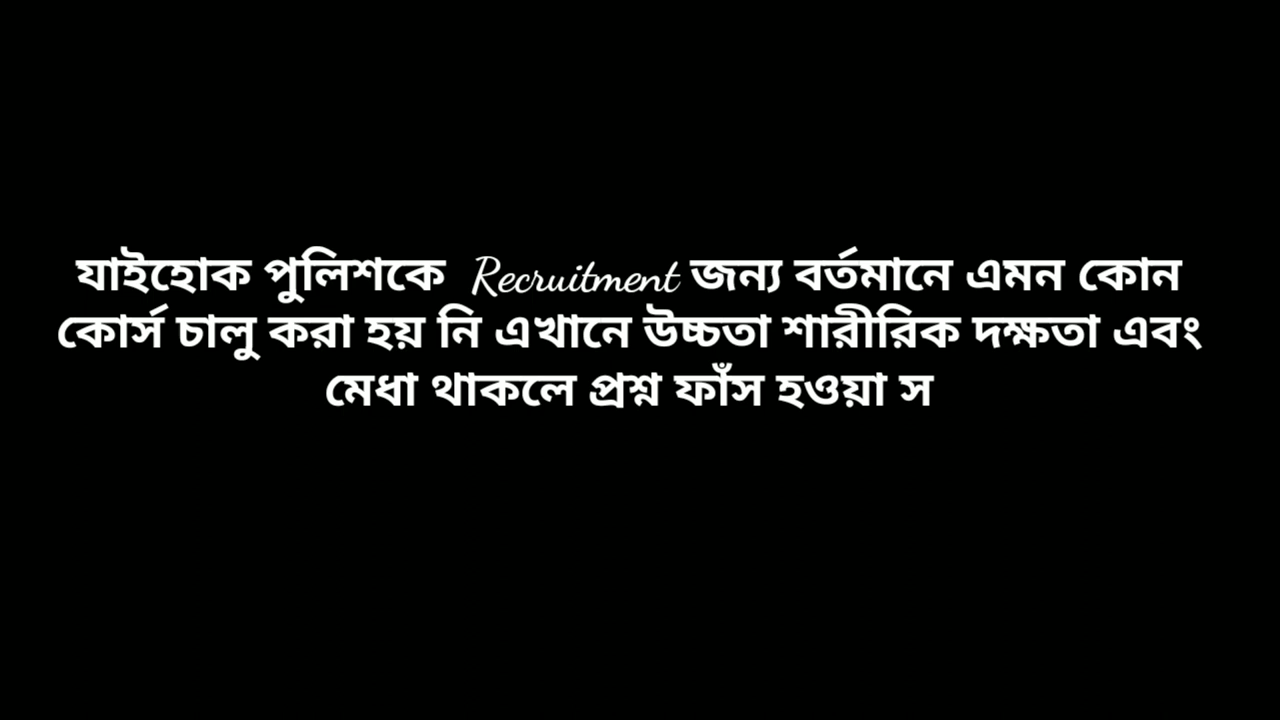 যাইহোক পুলিশকে Recruitment জন্য বর্তমানে এমন কোন
কোর্স চালু করা হয় নি এখানে উচ্চতা শারীরিক দক্ষতা এবং
মেধা থাকলে প্রশ্ন ফাঁস হওয়া স